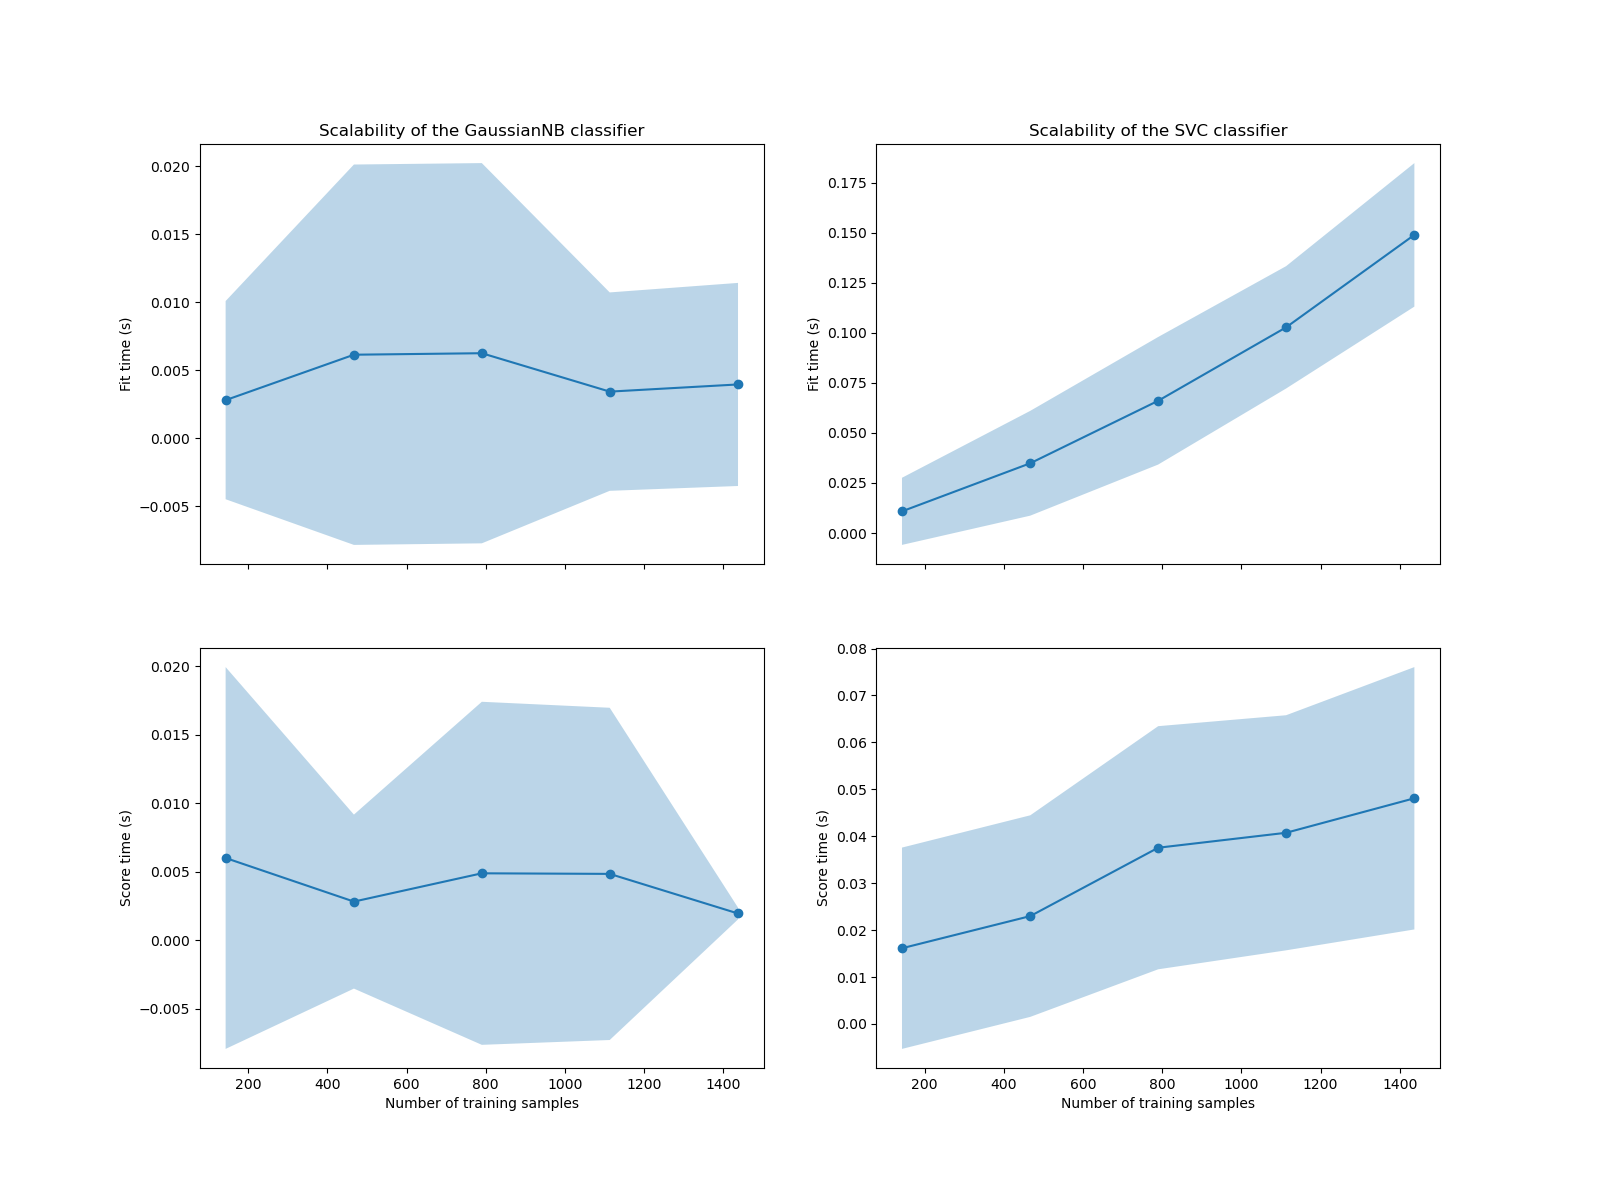 Scalability of the GaussianNB classifier
Fit time (s)
0.020
0.015
0.010
0.005
0.000
−0.005
Scalability of the SVC classifier
Fit time (s)
0.175
0.150
0.125
0.100
0.075
0.050
0.025
0.000
Score time (s)
0.020
0.015
0.010
0.005
0.000
−0.005
200 400 600 800 1000 1200 1400
Number of training samples
Score time (s)
0.08
0.07
0.06
0.05
0.04
0.03
0.02
0.01
0.00
200 400 600 800 1000 1200 1400
Number of training samples